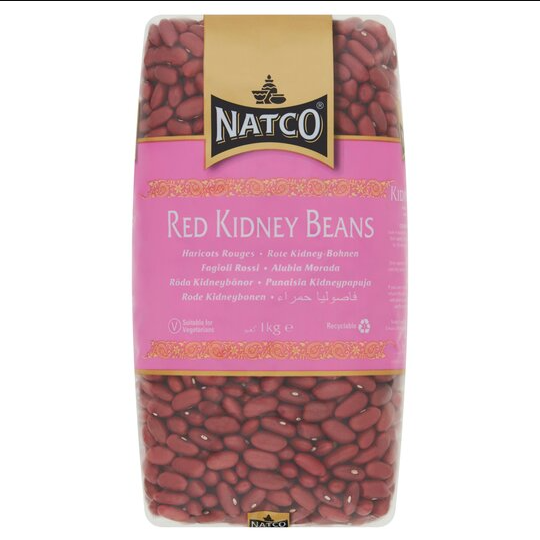 NATCO®
RED KIDNEY BEANS
Haricots Rouges • Rote Kidney-Bohnen
Fagioli Rossi • Alubia Morada
Röda Kidneybönor • Punaisia Kidneypapuja
Rode Kidneybonen • فاصوليا حمراء
V Suitable for
Vegetarians
1kg e كغم
Recyclable
NATCO